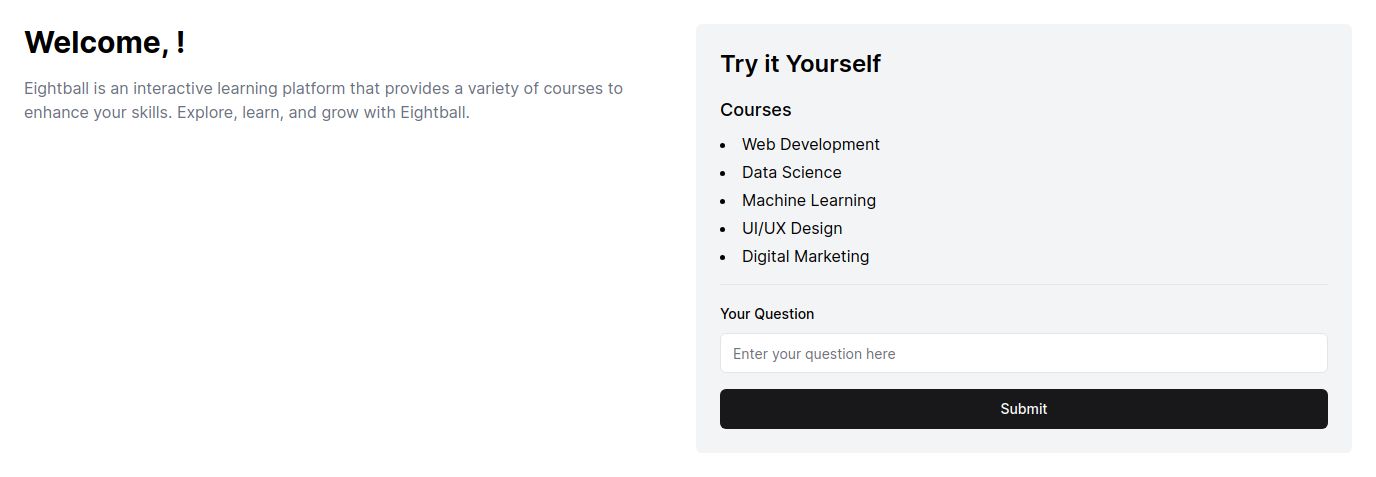 Welcome, !
Eightball is an interactive learning platform that provides a variety of courses to
enhance your skills. Explore, learn, and grow with Eightball.
Try it Yourself
Courses
Web Development
Data Science
Machine Learning
UI/UX Design
Digital Marketing
Your Question
Enter your question here
Submit